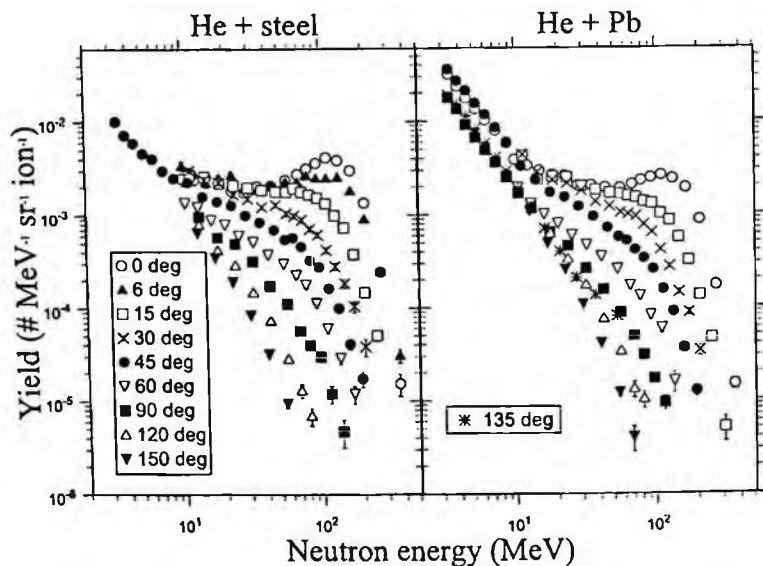 He + steel
He + Pb
Yield (# MeV⁻¹ sr⁻¹ ion⁻¹)
10⁻²
10⁻³
10⁻⁴
10⁻⁵
10⁻⁶
0 deg
6 deg
15 deg
30 deg
45 deg
60 deg
90 deg
120 deg
150 deg
135 deg
10¹ 10² 10¹ 10²
Neutron energy (MeV)